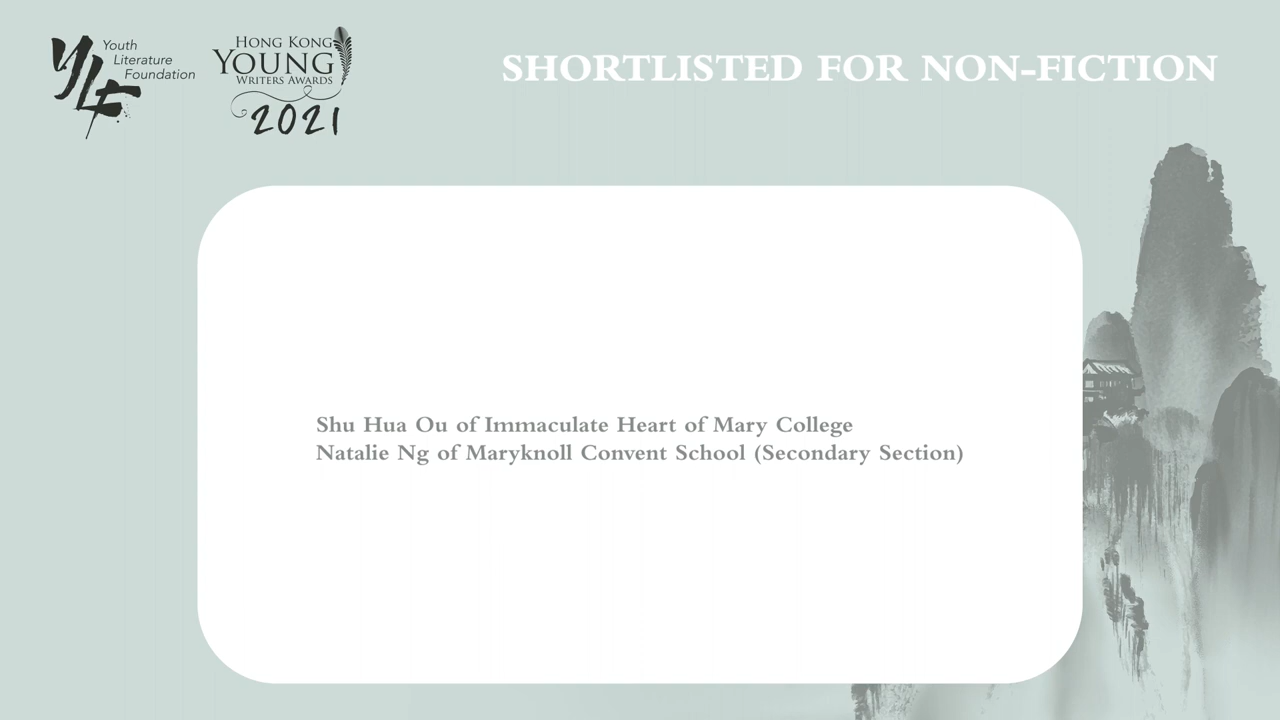 YLF
Youth
Literature
Foundation
HONG KONG
YOUNG
WRITERS AWARDS
2021
SHORTLISTED FOR NON-FICTION
Shu Hua Ou of Immaculate Heart of Mary College
Natalie Ng of Maryknoll Convent School (Secondary Section)